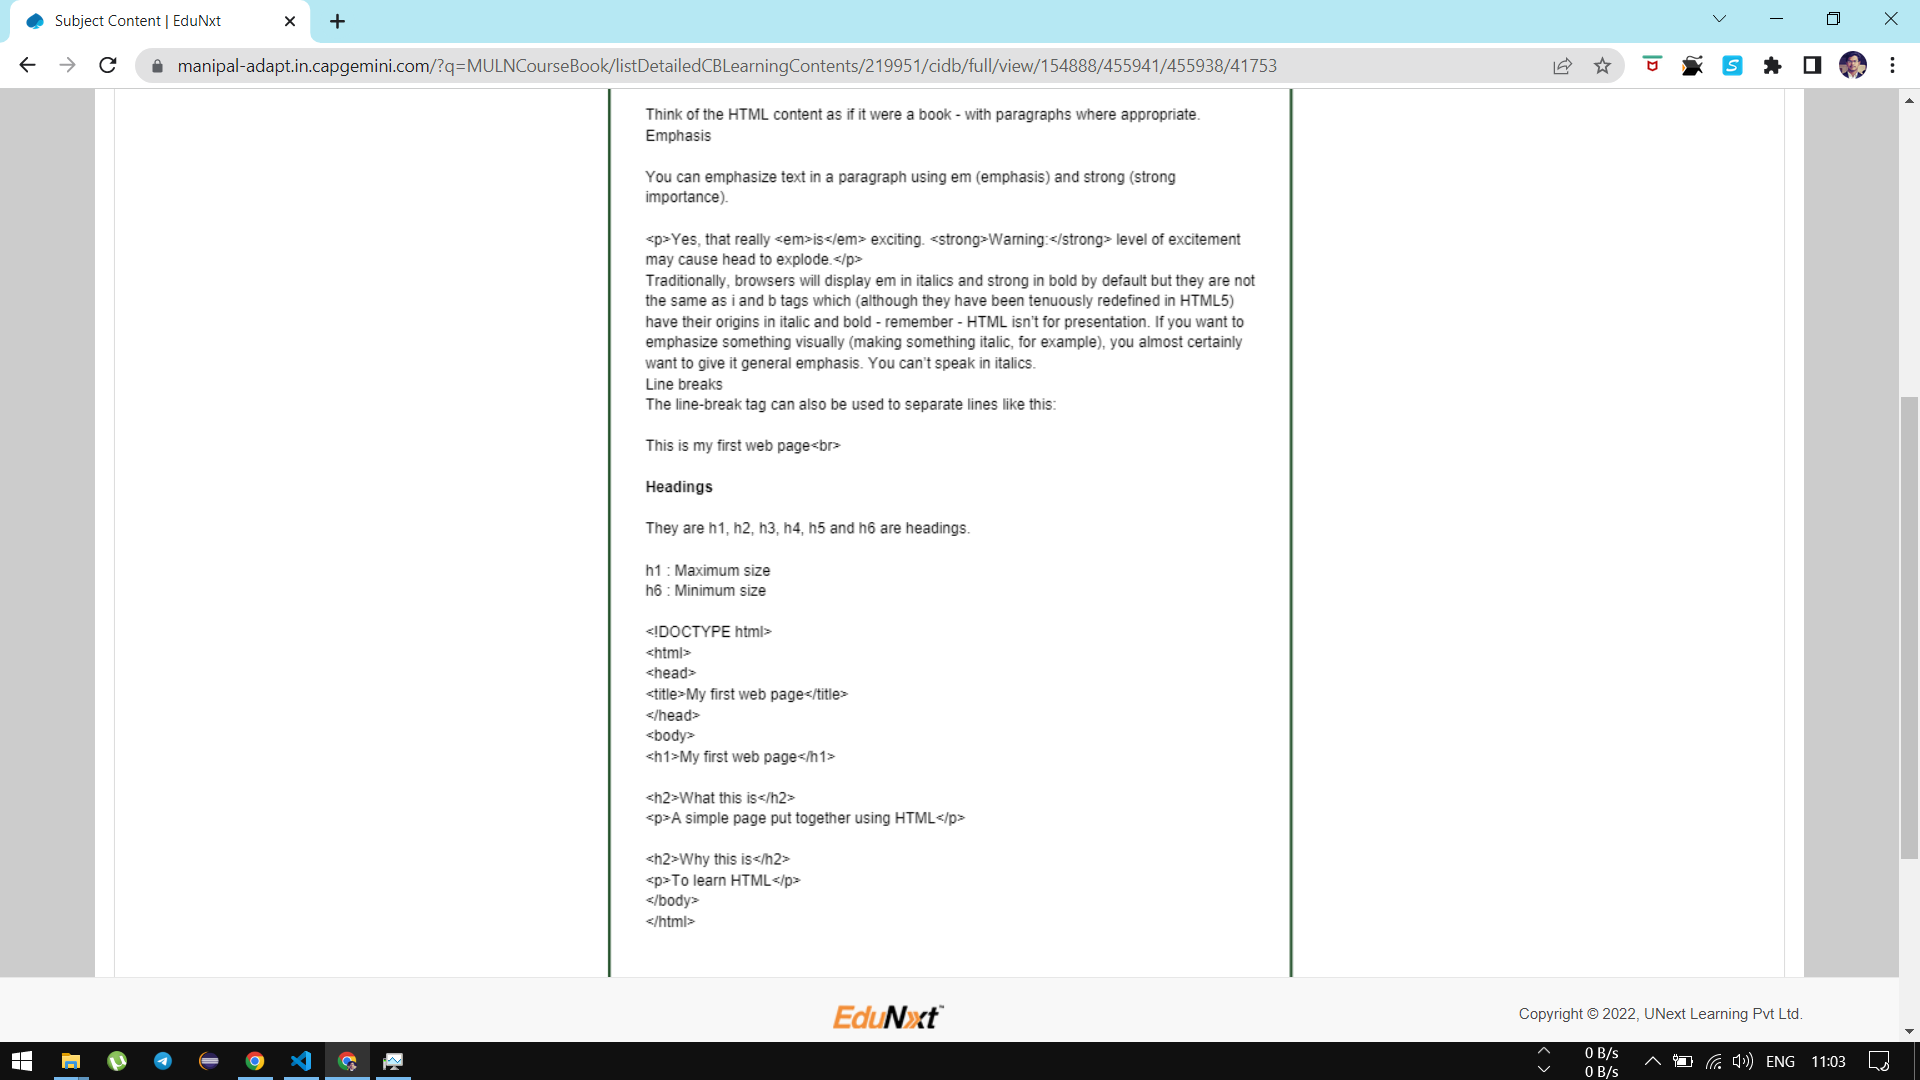 Subject Content | EduNxt
manipal-adapt.in.capgemini.com/?q=MULNCourseBook/listDetailedCBLearningContents/219951/cidb/full/view/154888/455941/455938/41753
Think of the HTML content as if it were a book - with paragraphs where appropriate.
Emphasis
You can emphasize text in a paragraph using em (emphasis) and strong (strong
importance).
<p>Yes, that really <em>is</em> exciting. <strong>Warning:</strong> level of excitement
may cause head to explode.</p>
Traditionally, browsers will display em in italics and strong in bold by default but they are not
the same as i and b tags which (although they have been tenuously redefined in HTML5)
have their origins in italic and bold - remember - HTML isn't for presentation. If you want to
emphasize something visually (making something italic, for example), you almost certainly
want to give it general emphasis. You can't speak in italics.
Line breaks
The line-break tag can also be used to separate lines like this:
This is my first web page<br>
Headings
They are h1, h2, h3, h4, h5 and h6 are headings.
h1 : Maximum size
h6 : Minimum size
<!DOCTYPE html>
<html>
<head>
<title>My first web page</title>
</head>
<body>
<h1>My first web page</h1>
<h2>What this is</h2>
<p>A simple page put together using HTML</p>
<h2>Why this is</h2>
<p>To learn HTML</p>
</body>
</html>
EduNxt™
Copyright © 2022, UNext Learning Pvt Ltd.
0 B/s
0 B/s
ENG
11:03